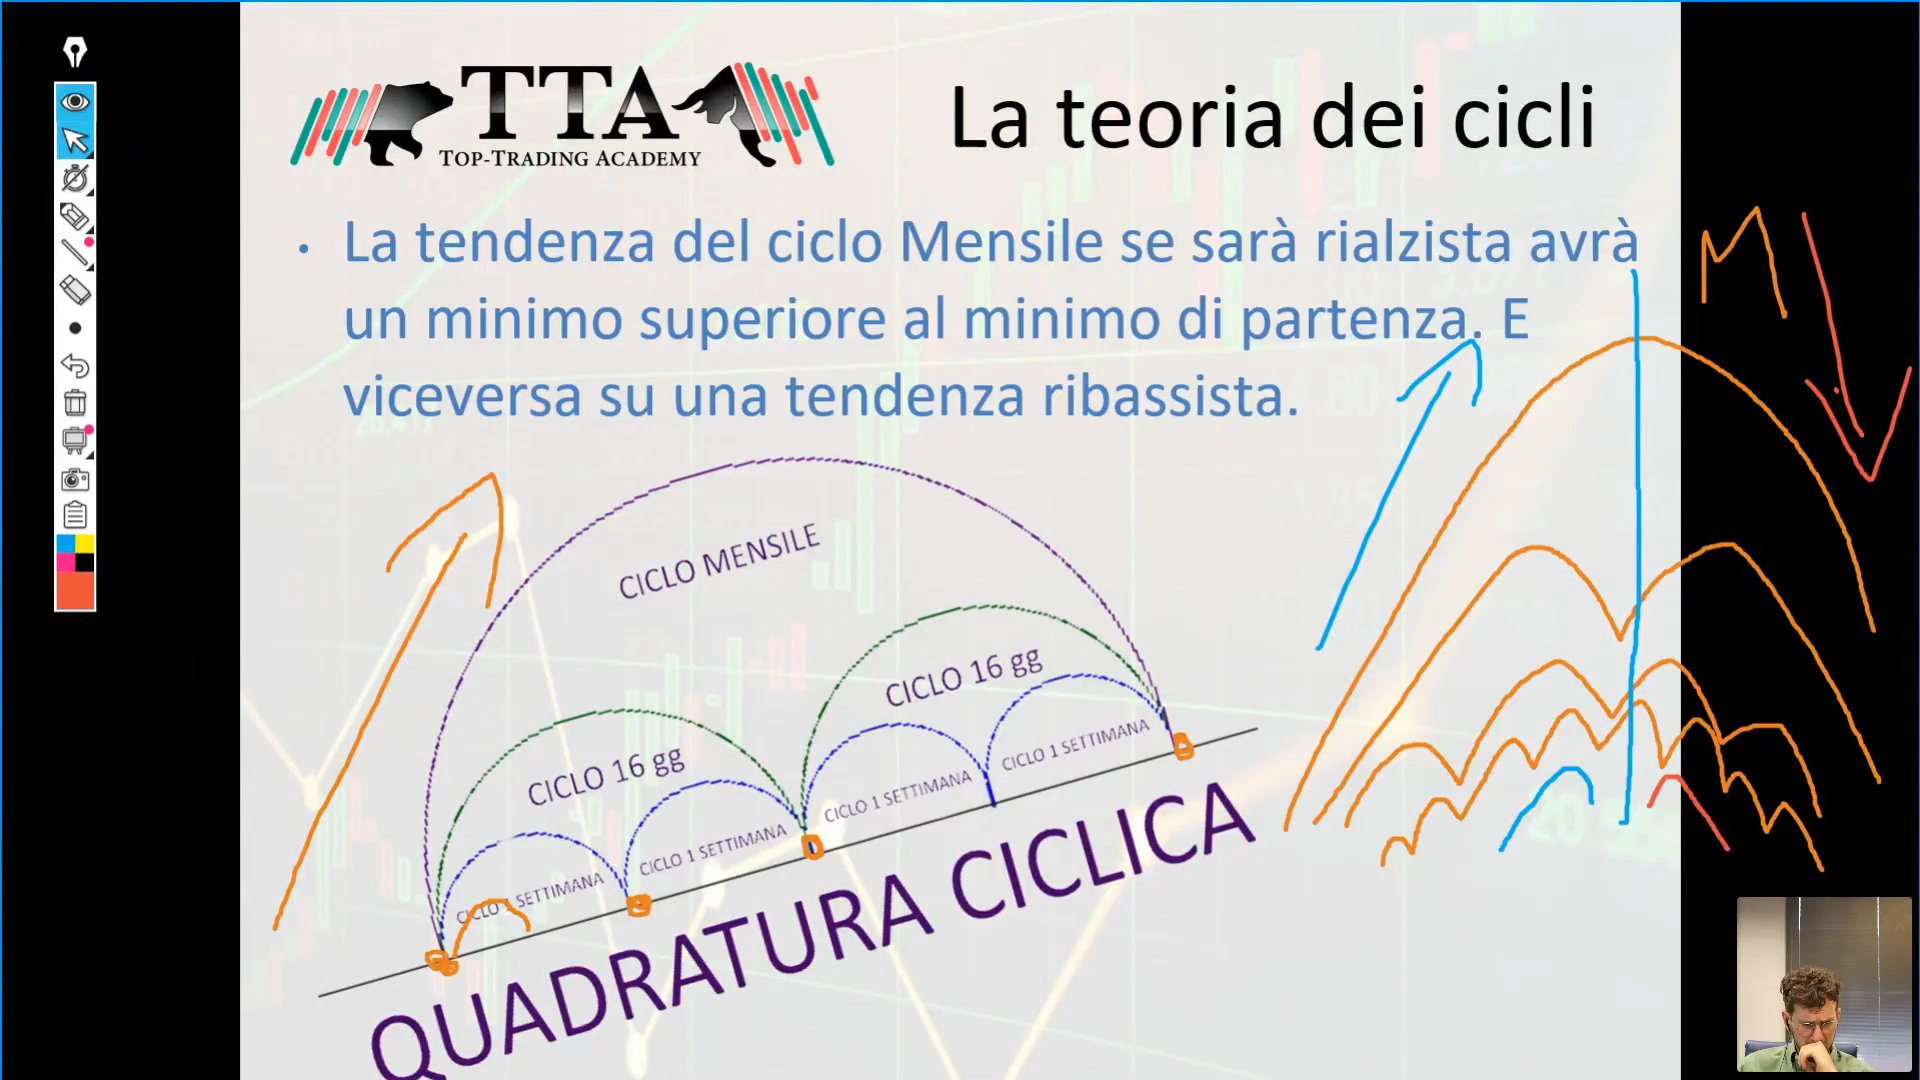 TTA
TOP-TRADING ACADEMY
La teoria dei cicli
• La tendenza del ciclo Mensile se sarà rialzista avrà
un minimo superiore al minimo di partenza. E
viceversa su una tendenza ribassista.
M
CICLO MENSILE
CICLO 16 gg
CICLO 16 gg
CICLO 1 SETTIMANA
CICLO 1 SETTIMANA
CICLO 1 SETTIMANA
CICLO 1 SETTIMANA
QUADRATURA CICLICA